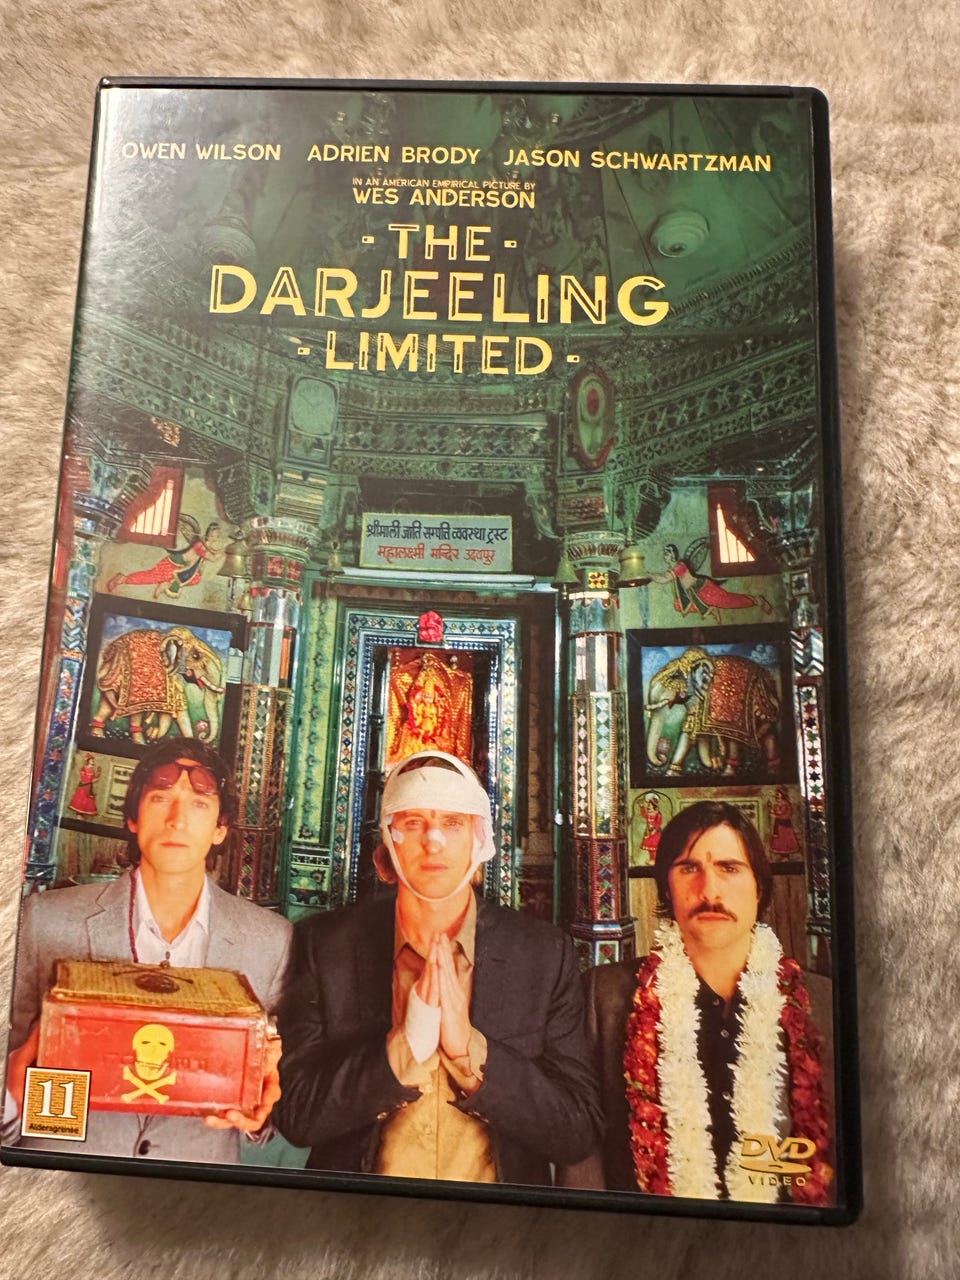 OWEN WILSON ADRIEN BRODY JASON SCHWARTZMAN
IN AN AMERICAN EMPIRICAL PICTURE BY
WES ANDERSON
·THE·
DARJEELING
·LIMITED·
श्रीमाली जाति सम्पत्ति व्यवस्था ट्रस्ट
महालक्ष्मी मन्दिर उदयपुर
11
Aldersgrænse
DVD
VIDEO